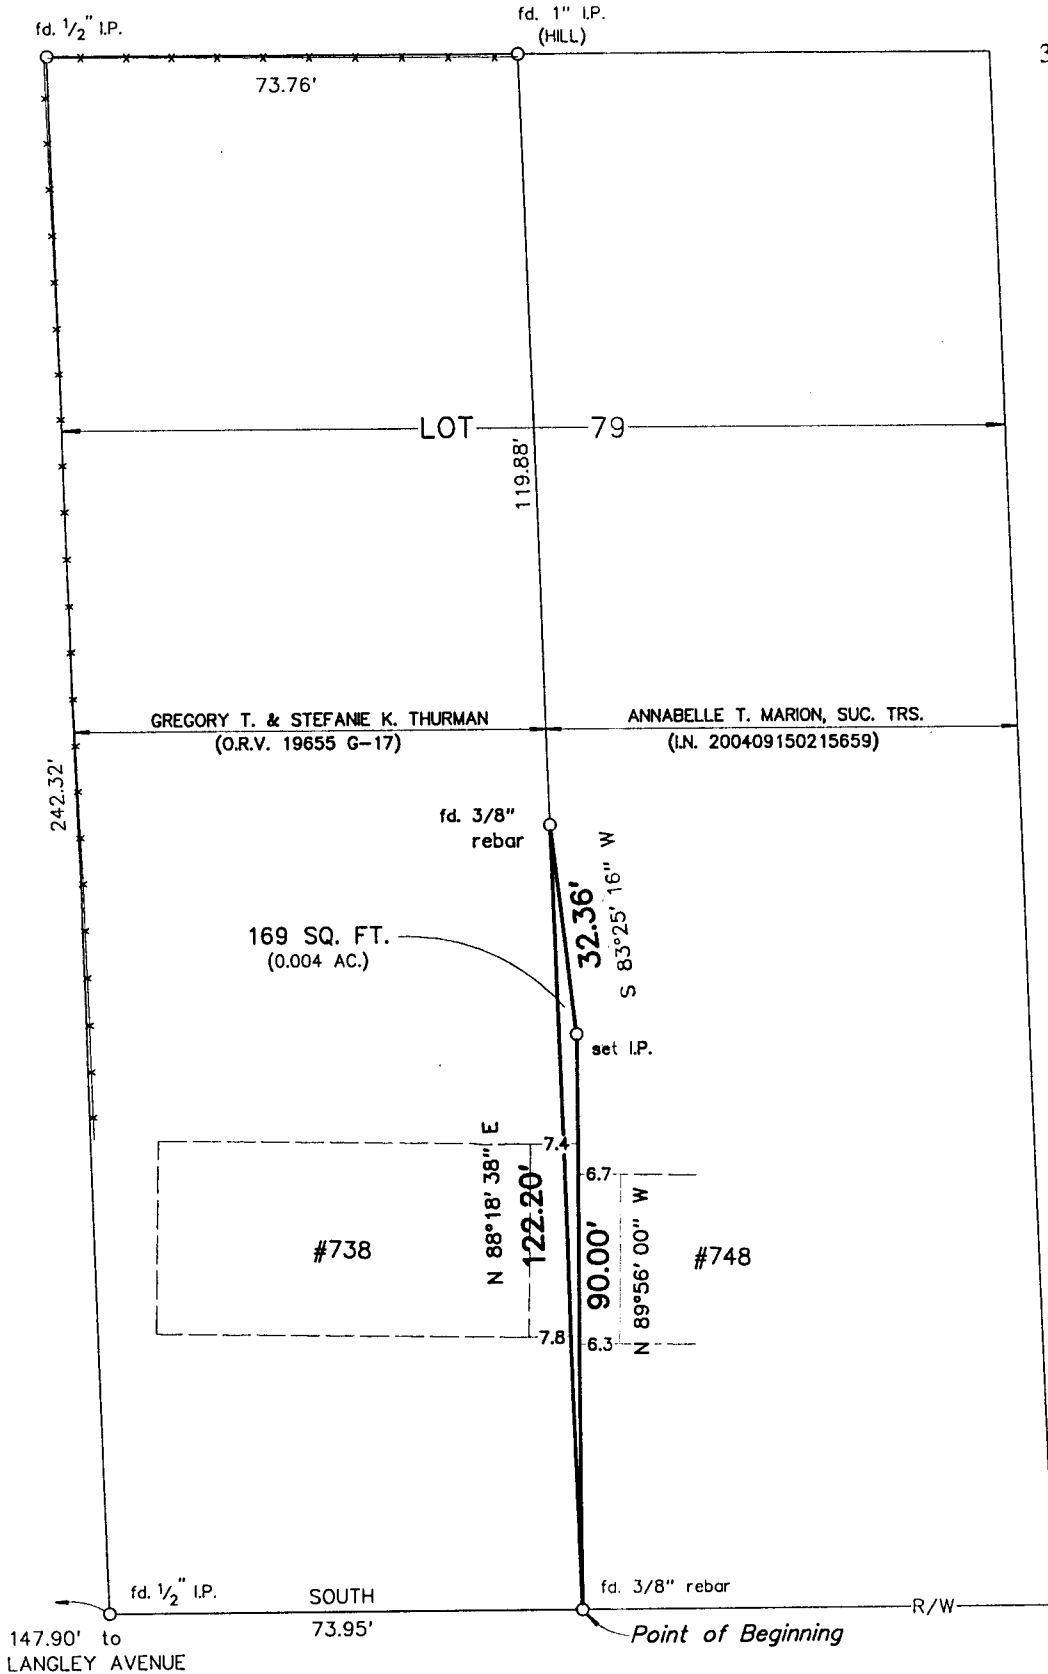 fd. 1/2" I.P.
fd. 1" I.P.
(HILL)
3
73.76'
LOT 79
119.88'
GREGORY T. & STEFANIE K. THURMAN
(O.R.V. 19655 G-17)
ANNABELLE T. MARION, SUC. TRS.
(I.N. 200409150215659)
242.32'
fd. 3/8"
rebar
32.36'
S 83°25' 16" W
169 SQ. FT.
(0.004 AC.)
set I.P.
N 88°18' 38" E
122.20'
7.4
6.7
#738
90.00'
N 89°56' 00" W
#748
7.8
6.3
fd. 1/2" I.P.
SOUTH
73.95'
fd. 3/8" rebar
R/W
Point of Beginning
147.90' to
LANGLEY AVENUE